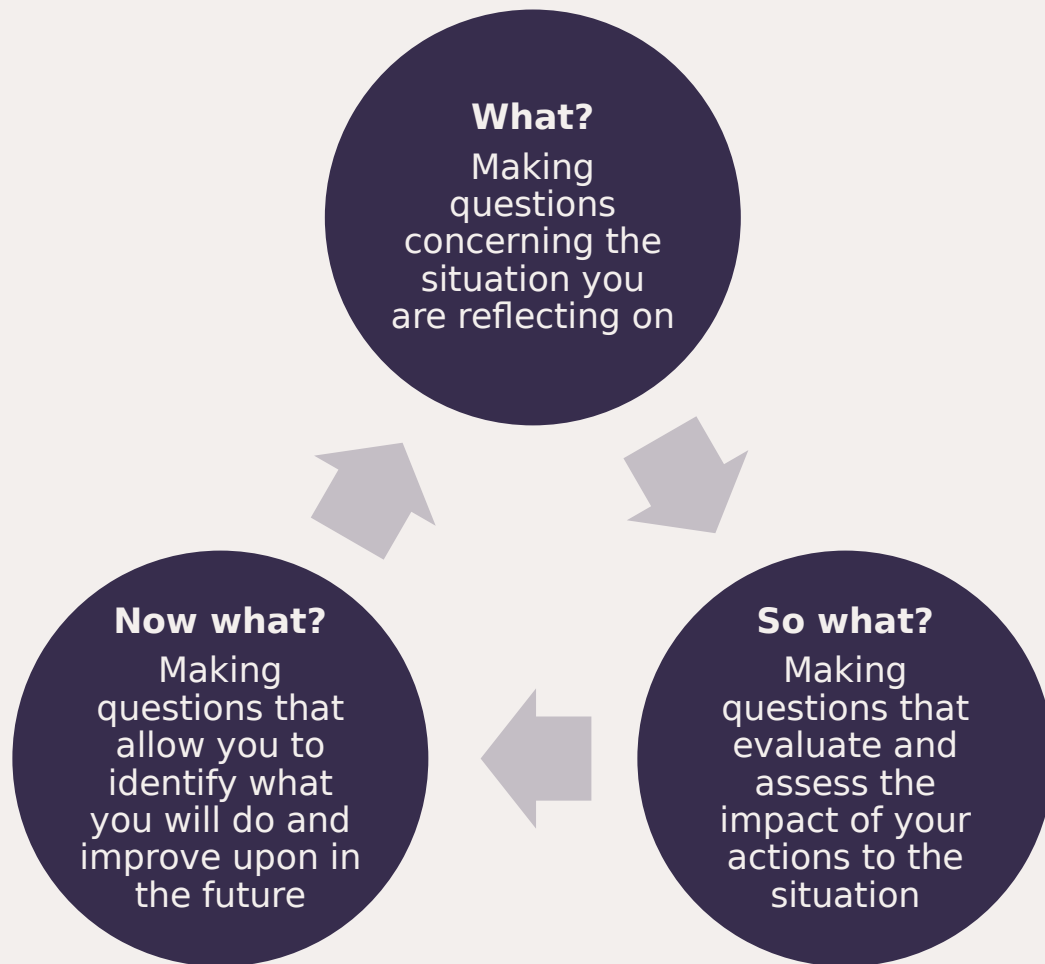 What?
Making
questions
concerning the
situation you
are reflecting on
So what?
Making
questions that
evaluate and
assess the
impact of your
actions to the
situation
Now what?
Making
questions that
allow you to
identify what
you will do and
improve upon in
the future